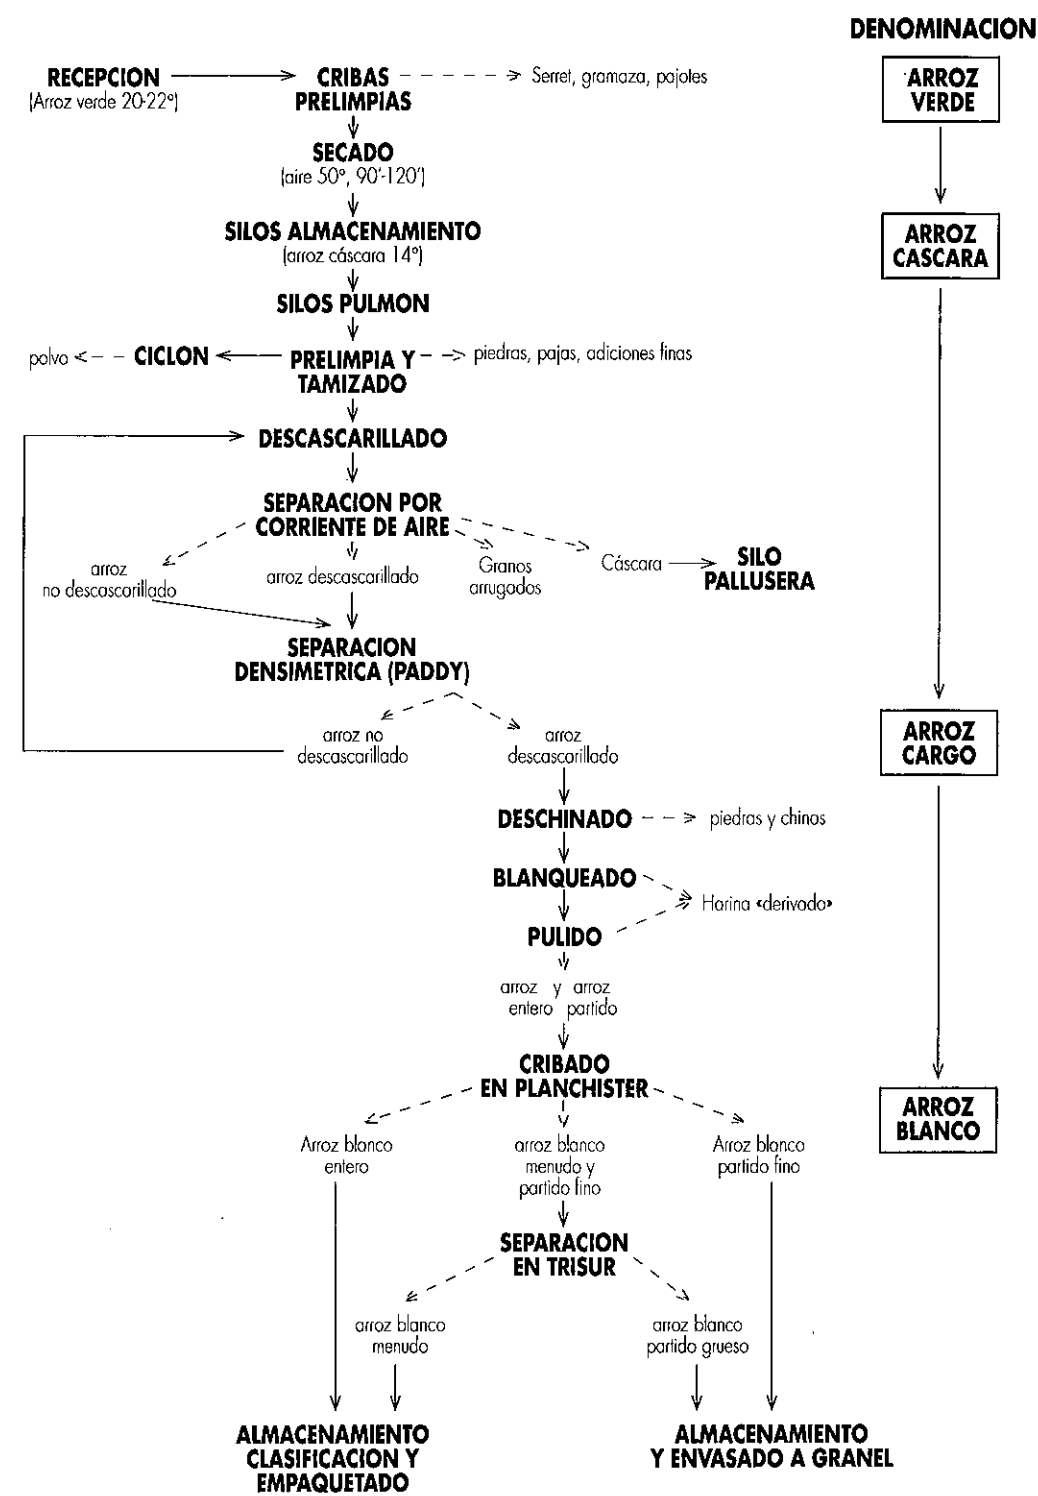 DENOMINACION
RECEPCION
(Arroz verde 20-22º)
CRIBAS
PRELIMPIAS
Serret, gramaza, pajotes
ARROZ
VERDE
SECADO
(aire 50º, 90'-120')
SILOS ALMACENAMIENTO
(arroz cáscara 14º)
ARROZ
CASCARA
SILOS PULMON
polvo
CICLON
PRELIMPIA Y
TAMIZADO
piedras, pajas, adiciones finas
DESCASCARILLADO
SEPARACION POR
CORRIENTE DE AIRE
arroz
no descascarillado
arroz descascarillado
Granos
arrugados
Cáscara
SILO
PALLUSERA
SEPARACION
DENSIMETRICA (PADDY)
arroz no
descascarillado
arroz
descascarillado
ARROZ
CARGO
DESCHINADO
piedras y chinas
BLANQUEADO
Harina «derivado»
PULIDO
arroz y arroz
entero partido
CRIBADO
EN PLANCHISTER
ARROZ
BLANCO
Arroz blanco
entero
arroz blanco
menudo y
partido fino
Arroz blanco
partido fino
SEPARACION
EN TRISUR
arroz blanco
menudo
arroz blanco
partido grueso
ALMACENAMIENTO
CLASIFICACION Y
EMPAQUETADO
ALMACENAMIENTO
Y ENVASADO A GRANEL